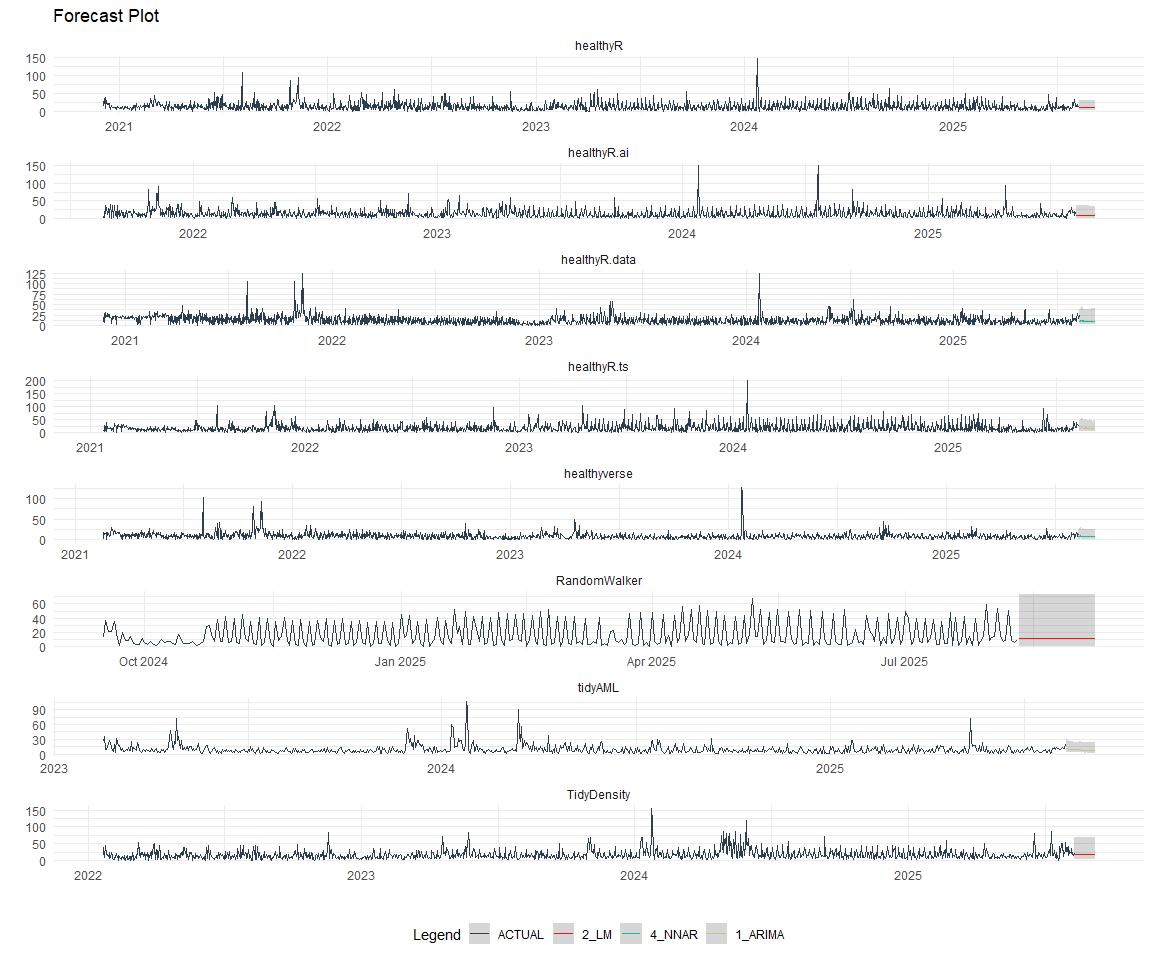 Forecast Plot
healthyR
150
100
50
0
2021 2022 2023 2024 2025
healthyR.ai
150
100
50
0
2022 2023 2024 2025
healthyR.data
125
100
75
50
25
0
2021 2022 2023 2024 2025
healthyR.ts
200
150
100
50
0
2021 2022 2023 2024 2025
healthyverse
100
50
0
2021 2022 2023 2024 2025
RandomWalker
60
40
20
0
Oct 2024 Jan 2025 Apr 2025 Jul 2025
tidyAML
90
60
30
0
2023 2024 2025
TidyDensity
150
100
50
0
2022 2023 2024 2025
Legend ACTUAL 2_LM 4_NNAR 1_ARIMA